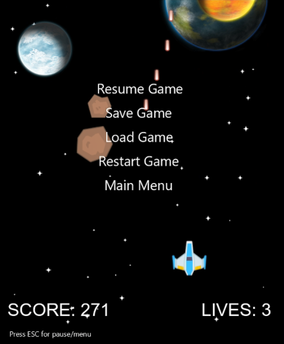 Resume Game
Save Game
Load Game
Restart Game
Main Menu
SCORE: 271
LIVES: 3
Press ESC for pause/menu